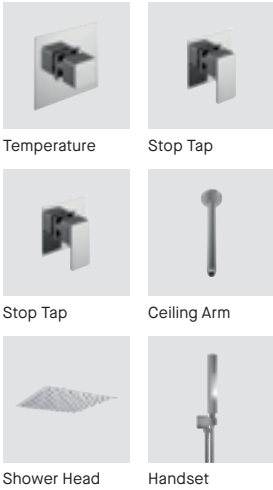 Temperature
Stop Tap
Stop Tap
Ceiling Arm
Shower Head
Handset